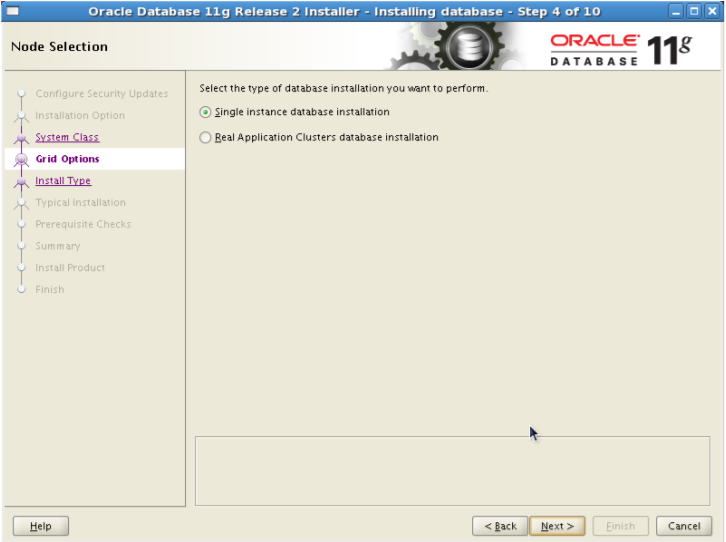 Oracle Database 11g Release 2 Installer - Installing database - Step 4 of 10
Node Selection
ORACLE
DATABASE
11g
Configure Security Updates
Installation Option
System Class
Grid Options
Install Type
Typical Installation
Prerequisite Checks
Summary
Install Product
Finish
Select the type of database installation you want to perform.
Single instance database installation
Real Application Clusters database installation
Help
< Back
Next >
Finish
Cancel